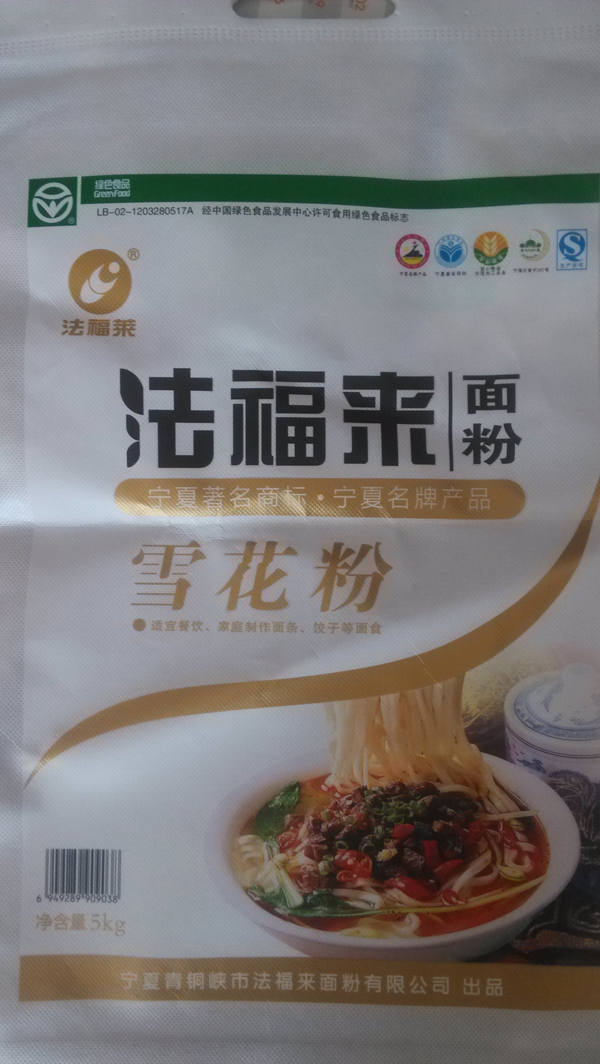 绿色食品
GreenFood
LB-02-1203280517A 经中国绿色食品发展中心许可食用绿色食品标志
法福莱
法福来
面粉
宁夏著名商标·宁夏名牌产品
雪花粉
适宜餐饮、家庭制作面条、饺子等面食
6 949289 909038
净含量5kg
宁夏青铜峡市法福来面粉有限公司 出品